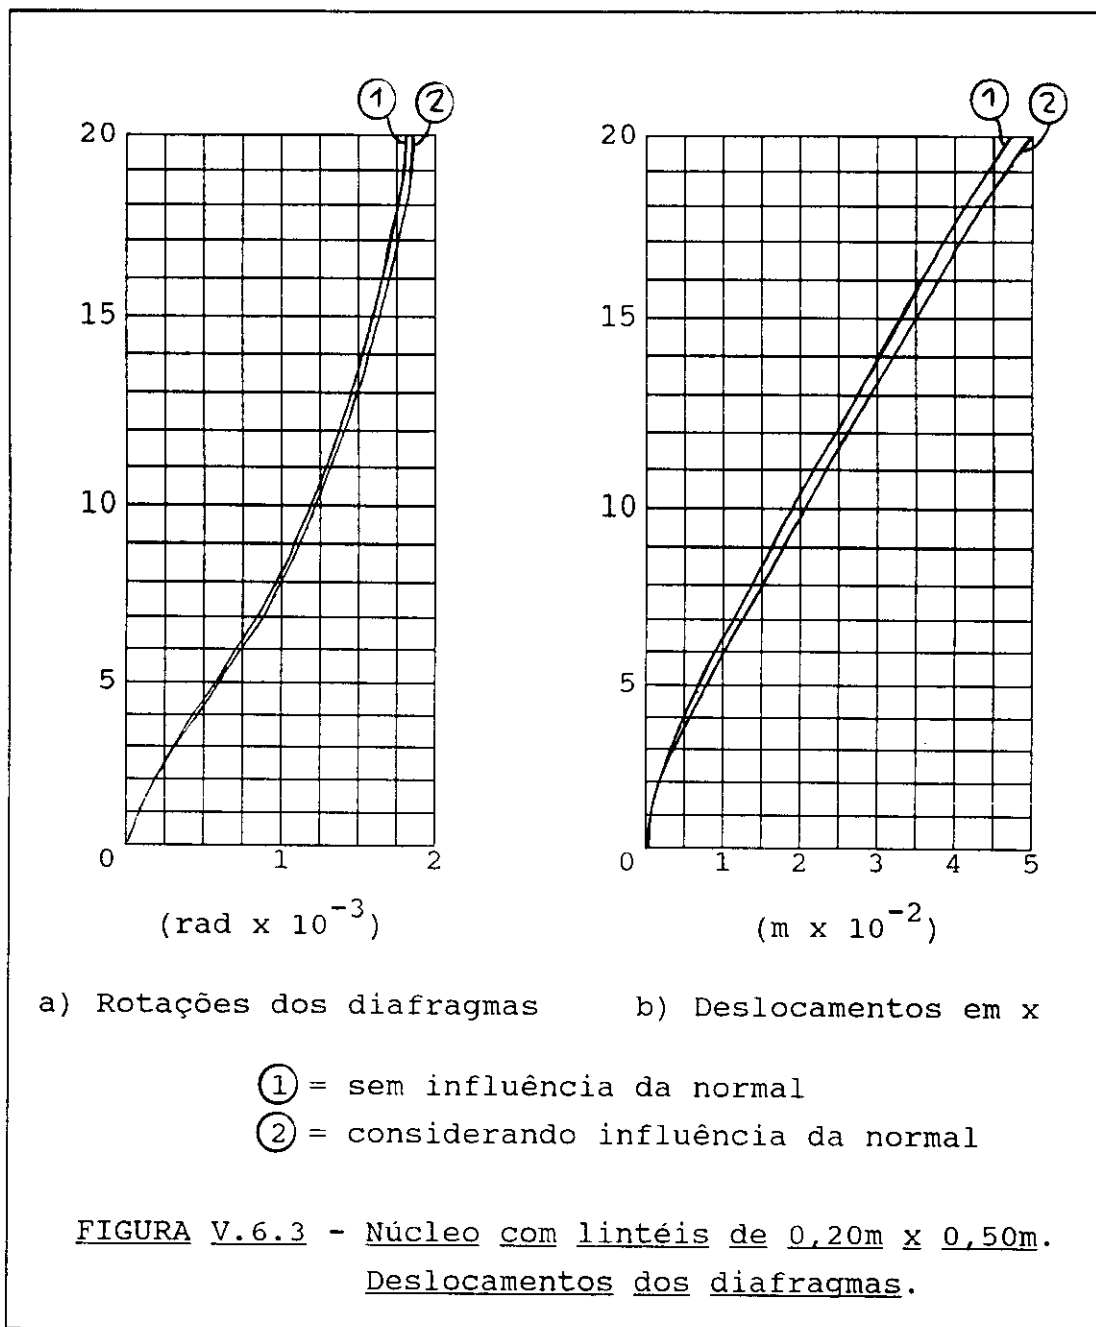 1 2
20
15
10
5
0 1 2
(rad x 10⁻³)
a) Rotações dos diafragmas
1 2
20
15
10
5
0 1 2 3 4 5
(m x 10⁻²)
b) Deslocamentos em x
① = sem influência da normal
② = considerando influência da normal
FIGURA V.6.3 - Núcleo com lintéis de 0,20m x 0,50m.
Deslocamentos dos diafragmas.